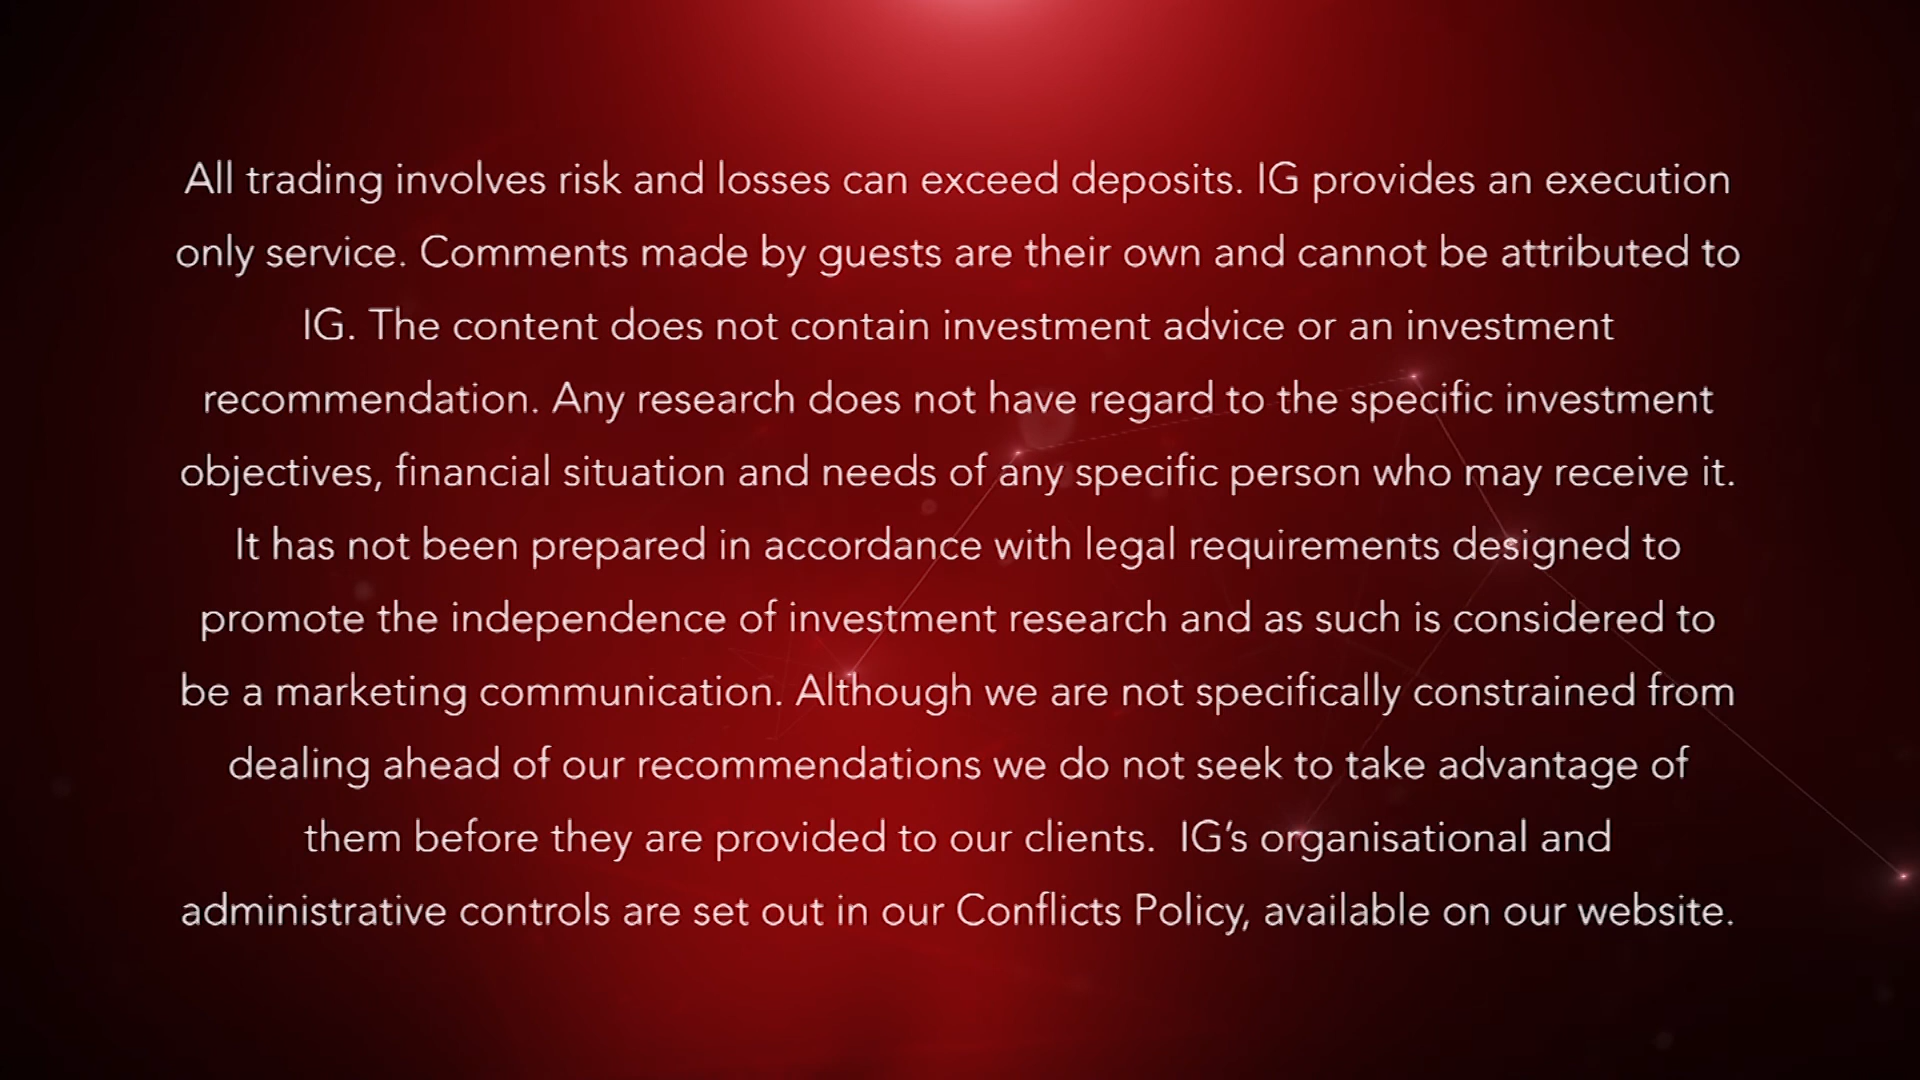 All trading involves risk and losses can exceed deposits. IG provides an execution
only service. Comments made by guests are their own and cannot be attributed to
IG. The content does not contain investment advice or an investment
recommendation. Any research does not have regard to the specific investment
objectives, financial situation and needs of any specific person who may receive it.
It has not been prepared in accordance with legal requirements designed to
promote the independence of investment research and as such is considered to
be a marketing communication. Although we are not specifically constrained from
dealing ahead of our recommendations we do not seek to take advantage of
them before they are provided to our clients.  IG’s organisational and
administrative controls are set out in our Conflicts Policy, available on our website.